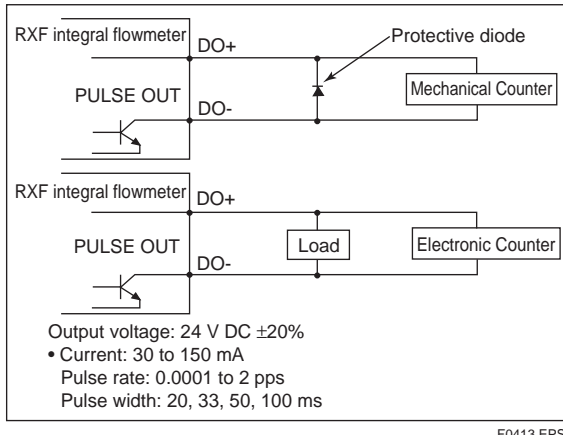 RXF integral flowmeter
DO+
Protective diode
Mechanical Counter
PULSE OUT
DO-
RXF integral flowmeter
DO+
PULSE OUT
Load
Electronic Counter
DO-
Output voltage: 24 V DC ±20%
• Current: 30 to 150 mA
Pulse rate: 0.0001 to 2 pps
Pulse width: 20, 33, 50, 100 ms
F0413.EPS